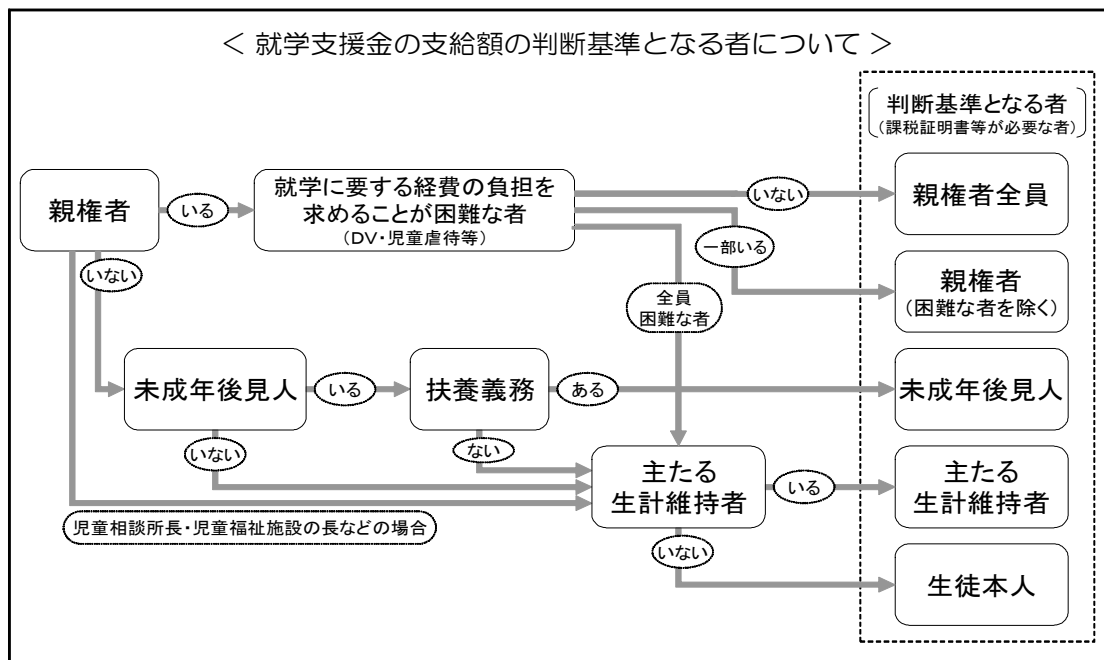 ＜ 就学支援金の支給額の判断基準となる者について ＞
判断基準となる者
(課税証明書等が必要な者)
親権者
いる
就学に要する経費の負担を
求めることが困難な者
(DV・児童虐待等)
いない
親権者全員
一部いる
親権者
(困難な者を除く)
いない
全員
困難な者
未成年後見人
いる
扶養義務
ある
未成年後見人
いない
ない
主たる
生計維持者
いる
主たる
生計維持者
児童相談所長・児童福祉施設の長などの場合
いない
生徒本人